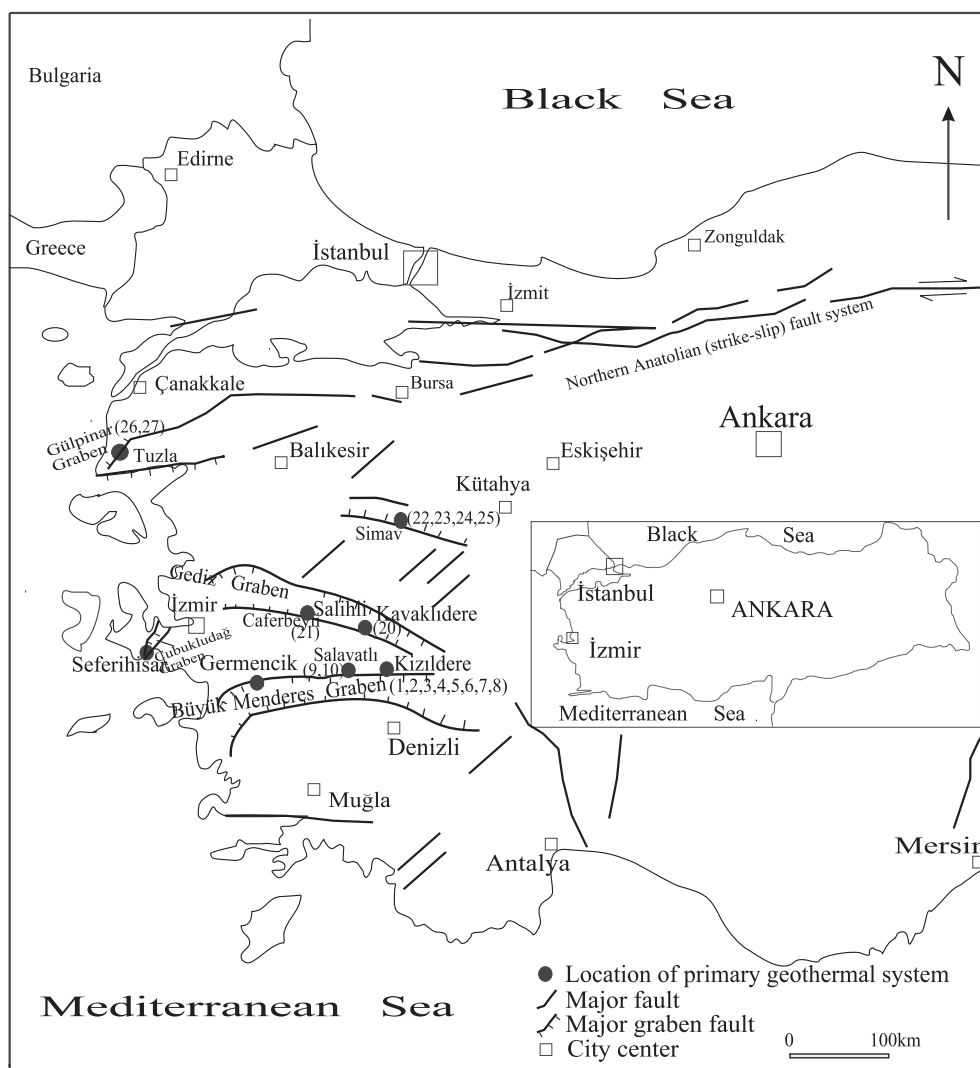 Bulgaria
Black Sea
N
Edirne
Greece
İstanbul
Zonguldak
İzmit
Northern Anatolian (strike-slip) fault system
Çanakkale
Bursa
Ankara
Gülpinar (26,27)
Graben
Tuzla
Balıkesir
Eskişehir
Kütahya
(22,23,24,25)
Simav
Gediz Graben
İzmir
Salihli
Caferbeyli
(21)
Kavaklıdere
(20)
Çubukludağ
Graben
Seferihisar
Germencik
Salavatlı
(9,10)
Kızıldere
(1,2,3,4,5,6,7,8)
Büyük Menderes Graben
Denizli
Muğla
Antalya
Mersin
Black Sea
İstanbul
ANKARA
İzmir
Mediterranean Sea
Mediterranean Sea
Location of primary geothermal system
Major fault
Major graben fault
City center
0 100km